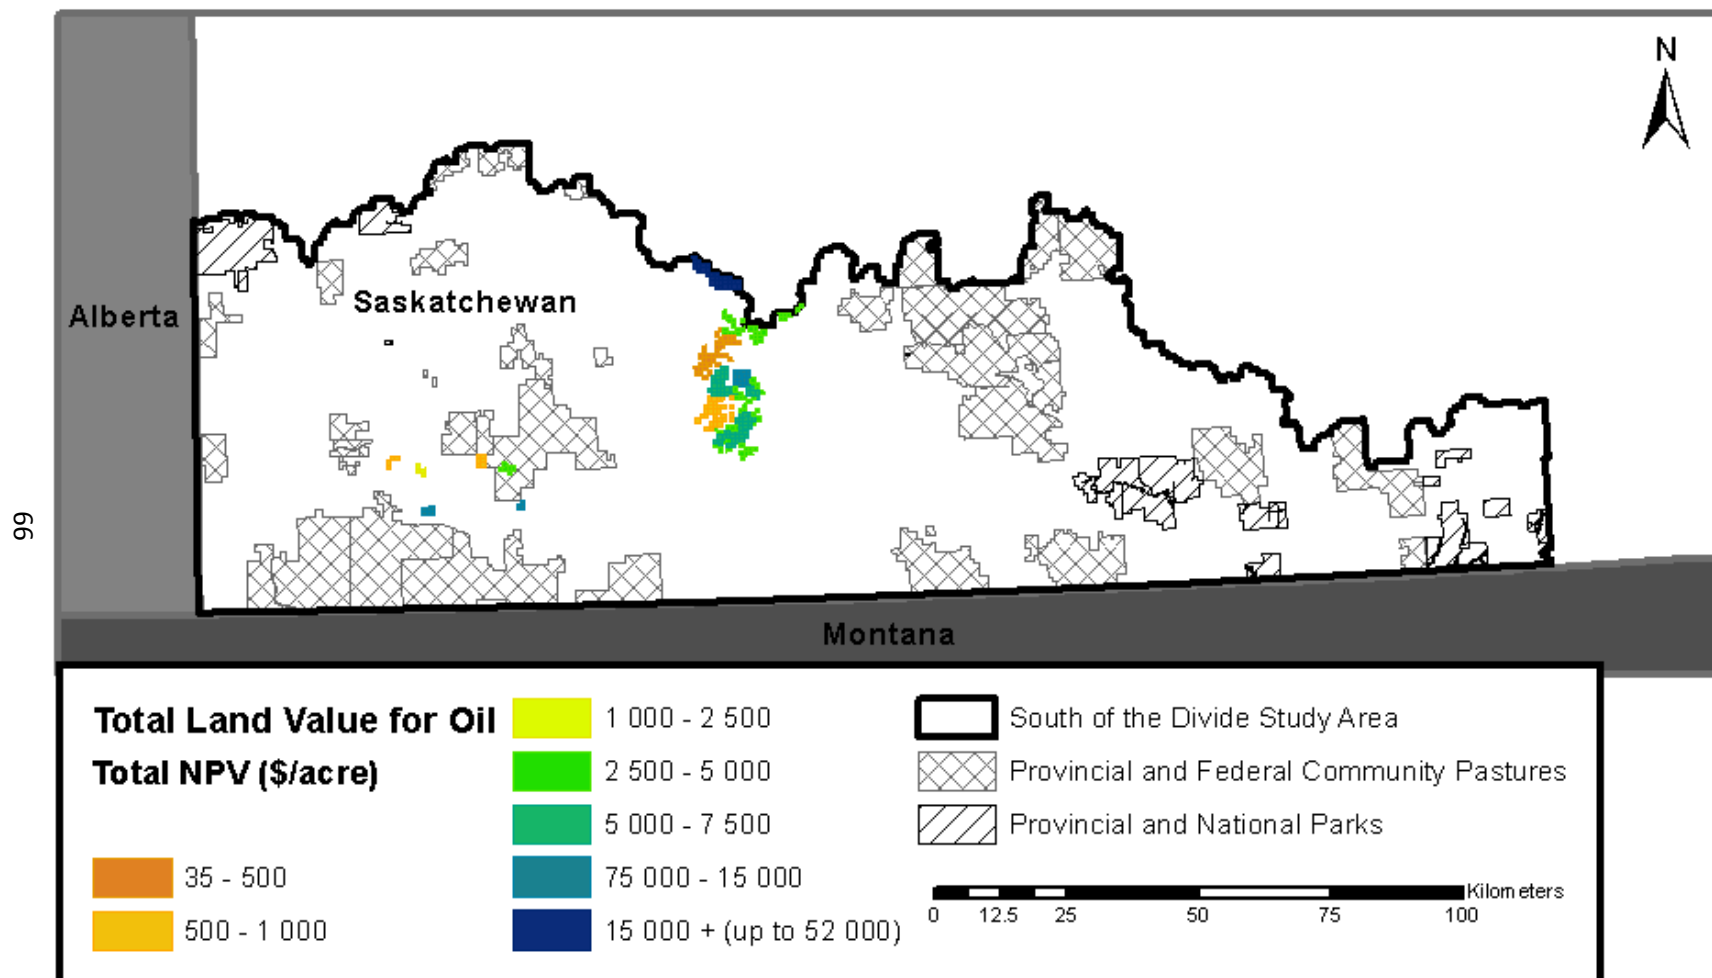 N
Saskatchewan
Alberta
66
Montana
Total Land Value for Oil
Total NPV ($/acre)
35 - 500
500 - 1 000
1 000 - 2 500
2 500 - 5 000
5 000 - 7 500
75 000 - 15 000
15 000 + (up to 52 000)
South of the Divide Study Area
Provincial and Federal Community Pastures
Provincial and National Parks
Kilometers
0 12.5 25 50 75 100